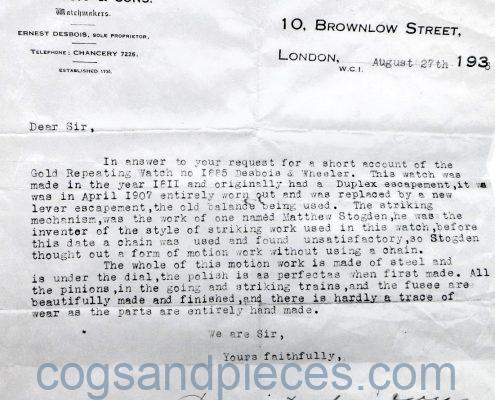 & SONS.
Watchmakers.
ERNEST DESBOIS, SOLE PROPRIETOR,
TELEPHONE: CHANCERY 7226.
ESTABLISHED
10, BROWNLOW STREET,
LONDON, August 27th 193
W.C.1.
Dear Sir,
In answer to your request for a short account of the
Gold Repeating Watch no I885 Desbois & Wheeler. This watch was
made in the year I8II and originally had a Duplex escapement,it
was in April 1907 entirely worn out and was replaced by a new
lever escapement,the old balance being used. The striking
mechanism,was the work of one named Matthew Stogden,he was the
inventer of the style of striking work used in this watch,before
this date a chain was used and found unsatisfactory,so Stogden
thought out a form of motion work without using a chain.
The whole of this motion work is made of steel and
is under the dial,the polish is as perfectas when first made. All
the pinions,in the going and striking trains,and the fusee are
beautifully made and finished,and there is hardly a trace of
wear as the parts are entirely hand made.
We are Sir,
Yours faithfully,
cogsandpieces.com